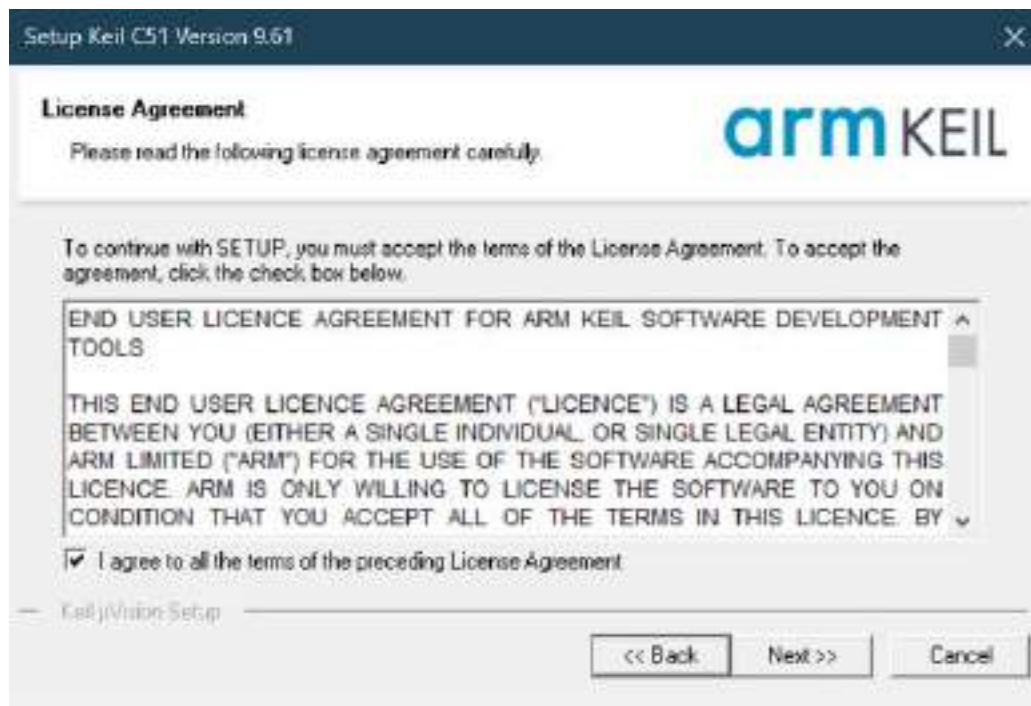 Setup Keil C51 Version 9.61
License Agreement
Please read the following license agreement carefully.
arm KEIL
To continue with SETUP, you must accept the terms of the License Agreement. To accept the
agreement, click the check box below.
END USER LICENCE AGREEMENT FOR ARM KEIL SOFTWARE DEVELOPMENT
TOOLS
THIS END USER LICENCE AGREEMENT ("LICENCE") IS A LEGAL AGREEMENT
BETWEEN YOU (EITHER A SINGLE INDIVIDUAL, OR SINGLE LEGAL ENTITY) AND
ARM LIMITED ("ARM") FOR THE USE OF THE SOFTWARE ACCOMPANYING THIS
LICENCE. ARM IS ONLY WILLING TO LICENSE THE SOFTWARE TO YOU ON
CONDITION THAT YOU ACCEPT ALL OF THE TERMS IN THIS LICENCE. BY
I agree to all the terms of the preceding License Agreement
Keil µVision Setup
<< Back
Next >>
Cancel